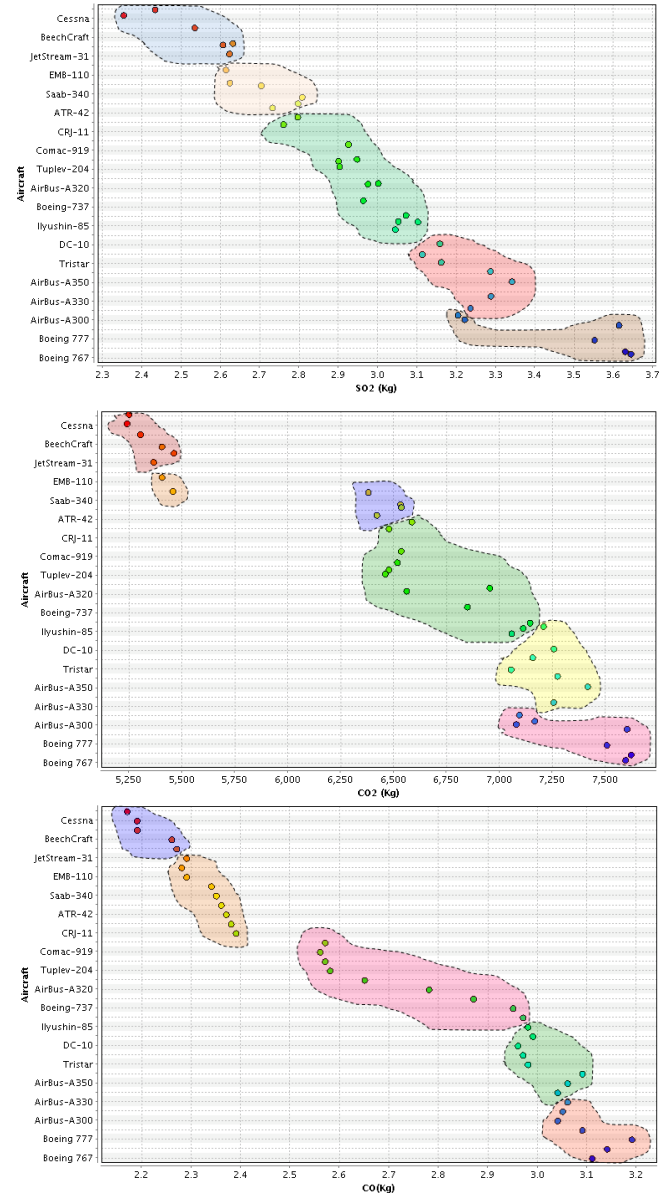 Cessna
BeechCraft
JetStream-31
EMB-110
Saab-340
ATR-42
CRJ-11
Comac-919
Tuplev-204
AirBus-A320
Boeing-737
Ilyushin-85
DC-10
Tristar
AirBus-A350
AirBus-A330
AirBus-A300
Boeing 777
Boeing 767
Aircraft
2.3 2.4 2.5 2.6 2.7 2.8 2.9 3.0 3.1 3.2 3.3 3.4 3.5 3.6 3.7
SO2 (Kg)
Cessna
BeechCraft
JetStream-31
EMB-110
Saab-340
ATR-42
CRJ-11
Comac-919
Tuplev-204
AirBus-A320
Boeing-737
Ilyushin-85
DC-10
Tristar
AirBus-A350
AirBus-A330
AirBus-A300
Boeing 777
Boeing 767
Aircraft
5,250 5,500 5,750 6,000 6,250 6,500 6,750 7,000 7,250 7,500
CO2 (Kg)
Cessna
BeechCraft
JetStream-31
EMB-110
Saab-340
ATR-42
CRJ-11
Comac-919
Tuplev-204
AirBus-A320
Boeing-737
Ilyushin-85
DC-10
Tristar
AirBus-A350
AirBus-A330
AirBus-A300
Boeing 777
Boeing 767
Aircraft
2.2 2.3 2.4 2.5 2.6 2.7 2.8 2.9 3.0 3.1 3.2
CO(Kg)